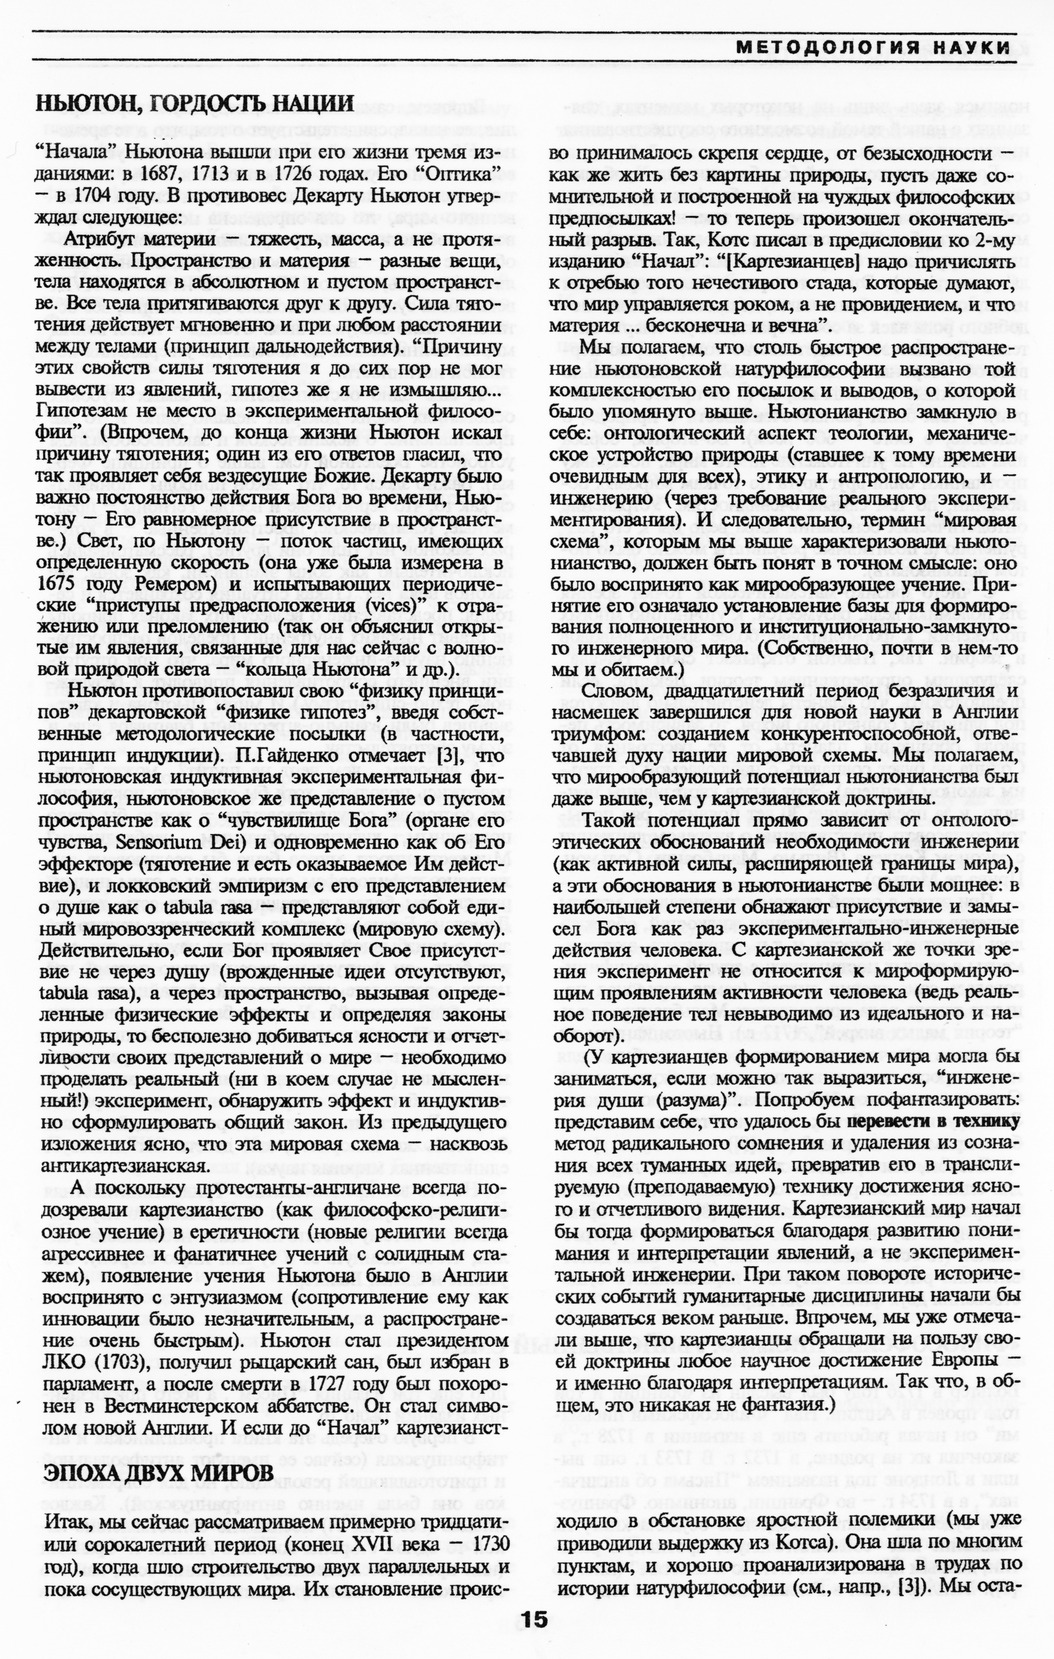 МЕТОДОЛОГИЯ НАУКИ
НЬЮТОН, ГОРДОСТЬ НАЦИИ
“Начала” Ньютона вышли при его жизни тремя из-
даниями: в 1687, 1713 и в 1726 годах. Его “Оптика”
– в 1704 году. В противовес Декарту Ньютон утвер-
ждал следующее:
Атрибут материи – тяжесть, масса, а не протя-
женность. Пространство и материя – разные вещи,
тела находятся в абсолютном и пустом пространст-
ве. Все тела притягиваются друг к другу. Сила тяго-
тения действует мгновенно и при любом расстоянии
между телами (принцип дальнодействия). “Причину
этих свойств силы тяготения я до сих пор не мог
вывести из явлений, гипотез же я не измышляю...
Гипотезам не место в экспериментальной филосо-
фии”. (Впрочем, до конца жизни Ньютон искал
причину тяготения; один из его ответов гласил, что
так проявляет себя вездесущие Божие. Декарту было
важно постоянство действия Бога во времени, Нью-
тону – Его равномерное присутствие в пространст-
ве.) Свет, по Ньютону – поток частиц, имеющих
определенную скорость (она уже была измерена в
1675 году Ремером) и испытывающих периодиче-
ские “приступы предрасположения (vices)” к отра-
жению или преломлению (так он объяснил откры-
тые им явления, связанные для нас сейчас с волно-
вой природой света – “кольца Ньютона” и др.).
Ньютон противопоставил свою “физику принци-
пов” декартовской “физике гипотез”, введя собст-
венные методологические посылки (в частности,
принцип индукции). П.Гайденко отмечает [3], что
ньютоновская индуктивная экспериментальная фи-
лософия, ньютоновское же представление о пустом
пространстве как о “чувствилище Бога” (органе его
чувства, Sensorium Dei) и одновременно как об Его
эффекторе (тяготение и есть оказываемое Им дейст-
вие), и локковский эмпиризм с его представлением
о душе как о tabula rasa – представляют собой еди-
ный мировоззренческий комплекс (мировую схему).
Действительно, если Бог проявляет Свое присутст-
вие не через душу (врожденные идеи отсутствуют,
tabula rasa), а через пространство, вызывая опреде-
ленные физические эффекты и определяя законы
природы, то бесполезно добиваться ясности и отчет-
ливости своих представлений о мире – необходимо
проделать реальный (ни в коем случае не мыслен-
ный!) эксперимент, обнаружить эффект и индуктив-
но сформулировать общий закон. Из предыдущего
изложения ясно, что эта мировая схема – насквозь
антикартезианская.
А поскольку протестанты-англичане всегда по-
дозревали картезианство (как философско-религи-
озное учение) в еретичности (новые религии всегда
агрессивнее и фанатичнее учений с солидным ста-
жем), появление учения Ньютона было в Англии
воспринято с энтузиазмом (сопротивление ему как
инновации было незначительным, а распростране-
ние очень быстрым). Ньютон стал президентом
ЛКО (1703), получил рыцарский сан, был избран в
парламент, а после смерти в 1727 году был похоро-
нен в Вестминстерском аббатстве. Он стал симво-
лом новой Англии. И если до “Начал” картезианст-
во принималось скрепя сердце, от безысходности –
как же жить без картины природы, пусть даже со-
мнительной и построенной на чуждых философских
предпосылках! – то теперь произошел окончатель-
ный разрыв. Так, Котс писал в предисловии ко 2-му
изданию “Начал”: “[Картезианцев] надо причислять
к отребью того нечестивого стада, которые думают,
что мир управляется роком, а не провидением, и что
материя ... бесконечна и вечна”.
Мы полагаем, что столь быстрое распростране-
ние ньютоновской натурфилософии вызвано той
комплексностью его посылок и выводов, о которой
было упомянуто выше. Ньютонианство замкнуло в
себе: онтологический аспект теологии, механиче-
ское устройство природы (ставшее к тому времени
очевидным для всех), этику и антропологию, и –
инженерию (через требование реального экспери-
ментирования). И следовательно, термин “мировая
схема”, которым мы выше характеризовали ньюто-
нианство, должен быть понят в точном смысле: оно
было воспринято как мирообразующее учение. При-
нятие его означало установление базы для формиро-
вания полноценного и институционально-замкнуто-
го инженерного мира. (Собственно, почти в нем-то
мы и обитаем.)
Словом, двадцатилетний период безразличия и
насмешек завершился для новой науки в Англии
триумфом: созданием конкурентоспособной, отве-
чавшей духу нации мировой схемы. Мы полагаем,
что мирообразующий потенциал ньютонианства был
даже выше, чем у картезианской доктрины.
Такой потенциал прямо зависит от онтолого-
этических обоснований необходимости инженерии
(как активной силы, расширяющей границы мира),
а эти обоснования в ньютонианстве были мощнее: в
наибольшей степени обнажают присутствие и замы-
сел Бога как раз экспериментально-инженерные
действия человека. С картезианской же точки зре-
ния эксперимент не относится к мироформирую-
щим проявлениям активности человека (ведь реаль-
ное поведение тел невыводимо из идеального и на-
оборот).
(У картезианцев формированием мира могла бы
заниматься, если можно так выразиться, “инжене-
рия души (разума)”. Попробуем пофантазировать:
представим себе, что удалось бы перевести в технику
метод радикального сомнения и удаления из созна-
ния всех туманных идей, превратив его в трансли-
руемую (преподаваемую) технику достижения ясно-
го и отчетливого видения. Картезианский мир начал
бы тогда формироваться благодаря развитию пони-
мания и интерпретации явлений, а не эксперимен-
тальной инженерии. При таком повороте историче-
ских событий гуманитарные дисциплины начали бы
создаваться веком раньше. Впрочем, мы уже отмеча-
ли выше, что картезианцы обращали на пользу сво-
ей доктрины любое научное достижение Европы –
и именно благодаря интерпретациям. Так что, в об-
щем, это никакая не фантазия.)
ЭПОХА ДВУХ МИРОВ
Итак, мы сейчас рассматриваем примерно тридцати-
или сорокалетний период (конец XVII века – 1730
год), когда шло строительство двух параллельных и
пока сосуществующих мира. Их становление проис-
ходило в обстановке яростной полемики (мы уже
приводили выдержку из Котса). Она шла по многим
пунктам, и хорошо проанализирована в трудах по
истории натурфилософии (см., напр., [3]). Мы оста-
15